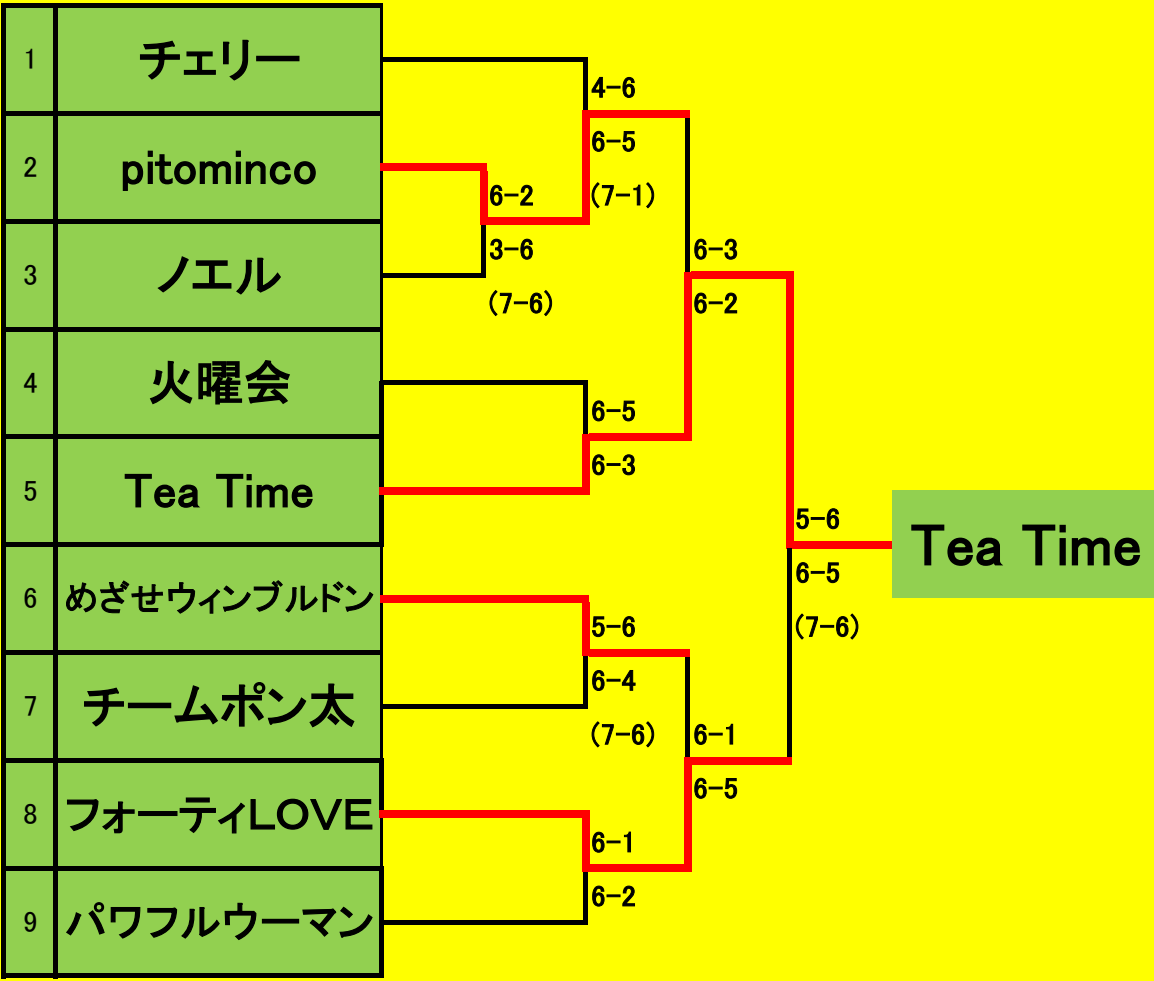 1 チェリー
4-6
2 pitominco
6-5
6-2
(7-1)
3 ノエル
3-6
6-3
(7-6)
6-2
4 火曜会
6-5
5 Tea Time
6-3
5-6
Tea Time
6 めざせウィンブルドン
6-5
5-6
(7-6)
7 チームポン太
6-4
(7-6)
6-1
8 フォーティLOVE
6-5
6-1
9 パワフルウーマン
6-2